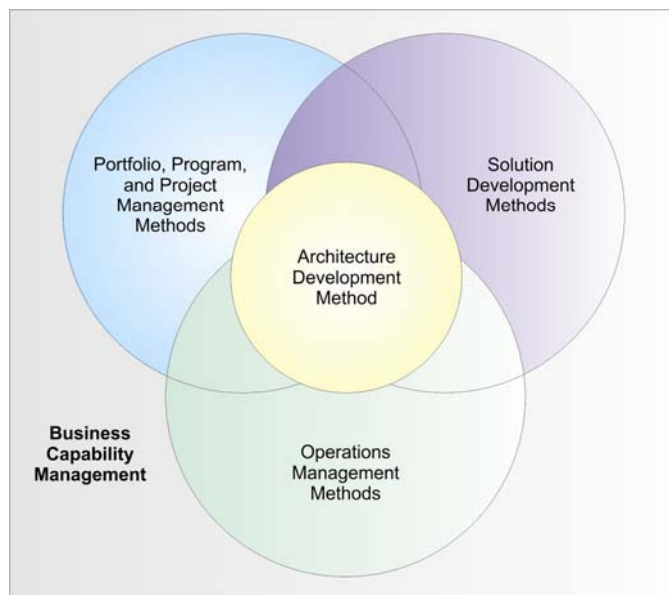 Portfolio, Program,
and Project
Management
Methods
Solution
Development
Methods
Architecture
Development
Method
Business
Capability
Management
Operations
Management
Methods